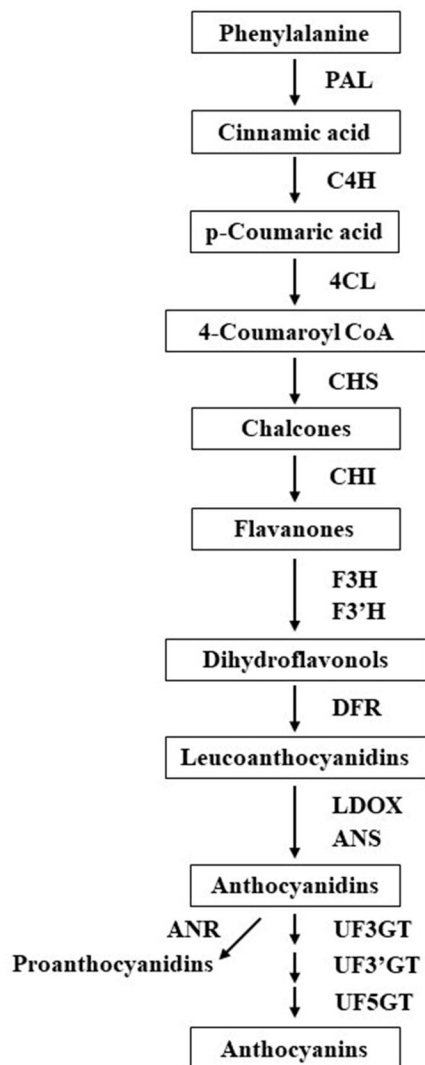 Phenylalanine
PAL
Cinnamic acid
C4H
p-Coumaric acid
4CL
4-Coumaroyl CoA
CHS
Chalcones
CHI
Flavanones
F3H
F3’H
Dihydroflavonols
DFR
Leucoanthocyanidins
LDOX
ANS
Anthocyanidins
ANR
UF3GT
Proanthocyanidins
UF3’GT
UF5GT
Anthocyanins